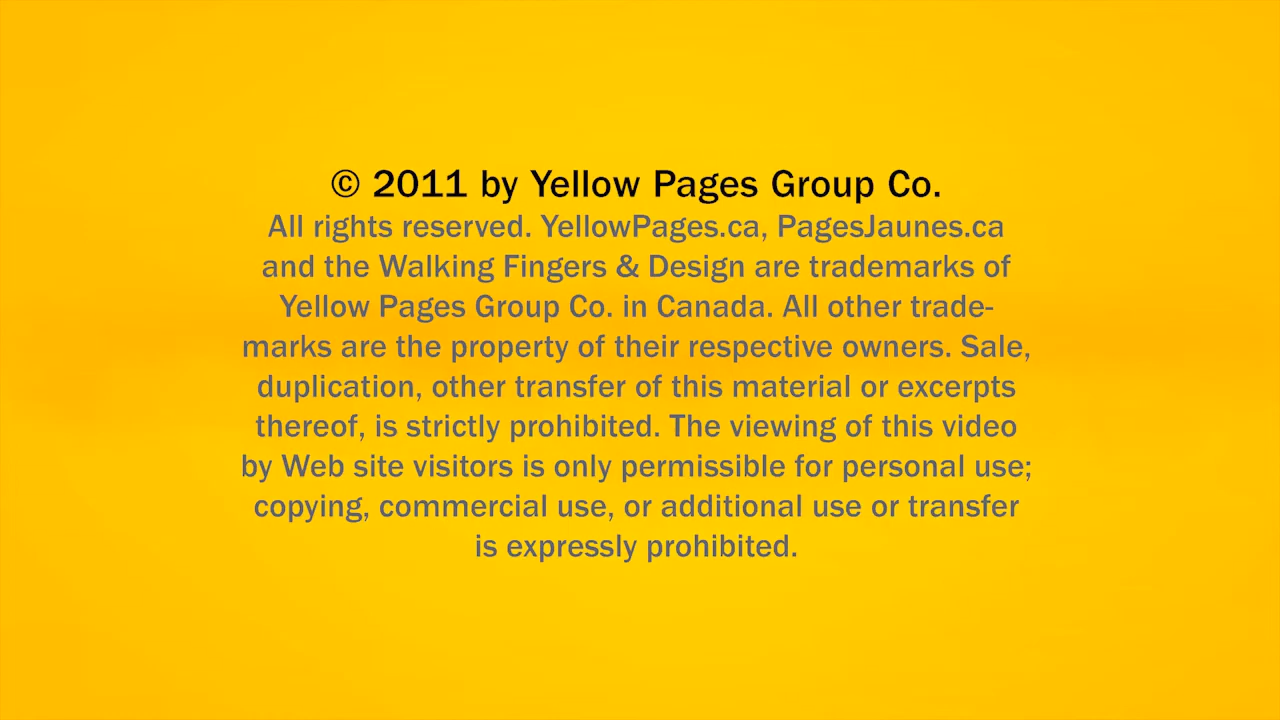 © 2011 by Yellow Pages Group Co.
All rights reserved. YellowPages.ca, PagesJaunes.ca
and the Walking Fingers & Design are trademarks of
Yellow Pages Group Co. in Canada. All other trade-
marks are the property of their respective owners. Sale,
duplication, other transfer of this material or excerpts
thereof, is strictly prohibited. The viewing of this video
by Web site visitors is only permissible for personal use;
copying, commercial use, or additional use or transfer
is expressly prohibited.